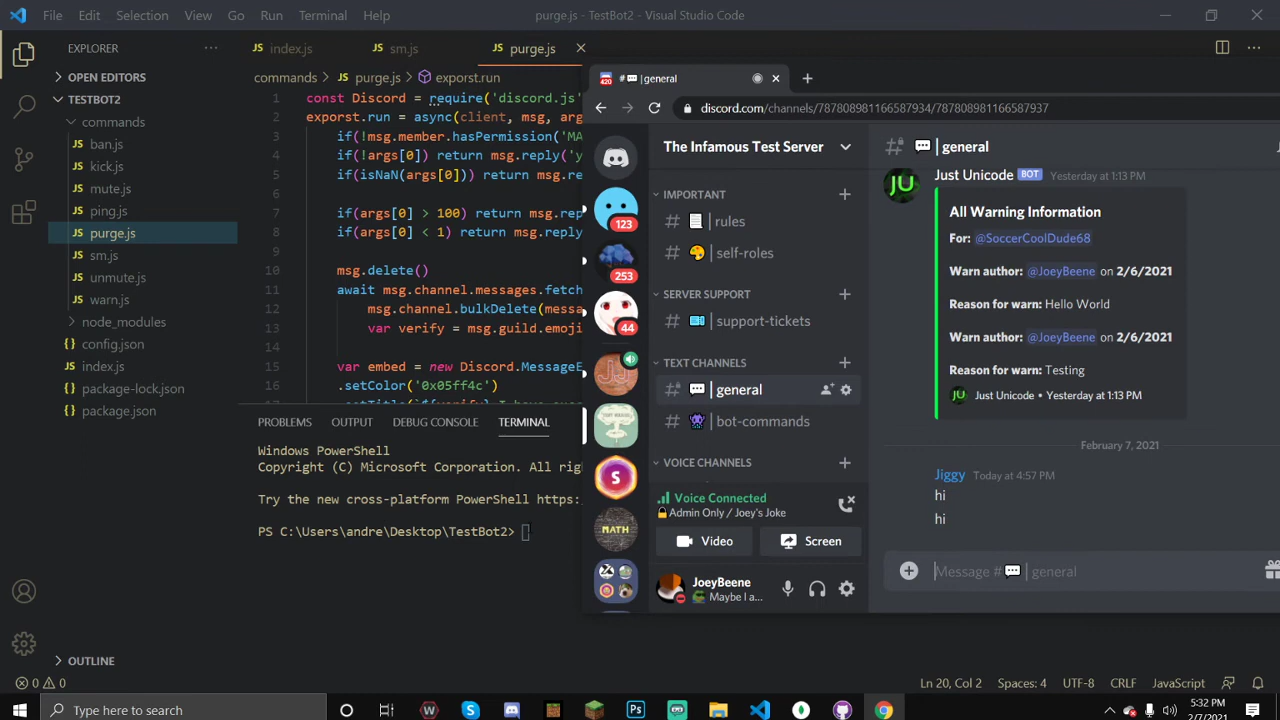 File Edit Selection View Go Run Terminal Help purge.js - TestBot2 - Visual Studio Code
EXPLORER
OPEN EDITORS
TESTBOT2
commands
ban.js
kick.js
mute.js
ping.js
purge.js
sm.js
unmute.js
warn.js
node_modules
config.json
index.js
package-lock.json
package.json
OUTLINE
index.js sm.js purge.js
commands purge.js exporst.run
1 const Discord = require('discord.js'
2 exporst.run = async(client, msg, arg
3 if(!msg.member.hasPermission('MA
4 if(!args[0]) return msg.reply('y
5 if(isNaN(args[0])) return msg.re
6
7 if(args[0] > 100) return msg.rep
8 if(args[0] < 1) return msg.reply
9
10 msg.delete()
11 await msg.channel.messages.fetch
12 msg.channel.bulkDelete(messa
13 var verify = msg.guild.emoji
14
15 var embed = new Discord.MessageE
16 .setColor('0x05ff4c')
PROBLEMS OUTPUT DEBUG CONSOLE TERMINAL
Windows PowerShell
Copyright (C) Microsoft Corporation. All rig
Try the new cross-platform PowerShell https:
PS C:\Users\andre\Desktop\TestBot2>
420 # 💬 | general
discord.com/channels/787808981166587934/787808981166587937
123
253
44
JJ
S
MATH
The Infamous Test Server
IMPORTANT
# 📄 | rules
# 🎨 | self-roles
SERVER SUPPORT
# 🎫 | support-tickets
TEXT CHANNELS
# 💬 | general
# 👾 | bot-commands
VOICE CHANNELS
Voice Connected
Admin Only / Joey's Joke
Video Screen
JoeyBeene
Maybe I a...
# 💬 | general
JU
Just Unicode BOT Yesterday at 1:13 PM
All Warning Information
For: @SoccerCoolDude68
Warn author: @JoeyBeene on 2/6/2021
Reason for warn: Hello World
Warn author: @JoeyBeene on 2/6/2021
Reason for warn: Testing
Just Unicode • Yesterday at 1:13 PM
February 7, 2021
Jiggy Today at 4:57 PM
hi
hi
Message # 💬 | general
0 0 Ln 20, Col 2 Spaces: 4 UTF-8 CRLF JavaScript
Type here to search
5:32 PM
2/7/2021